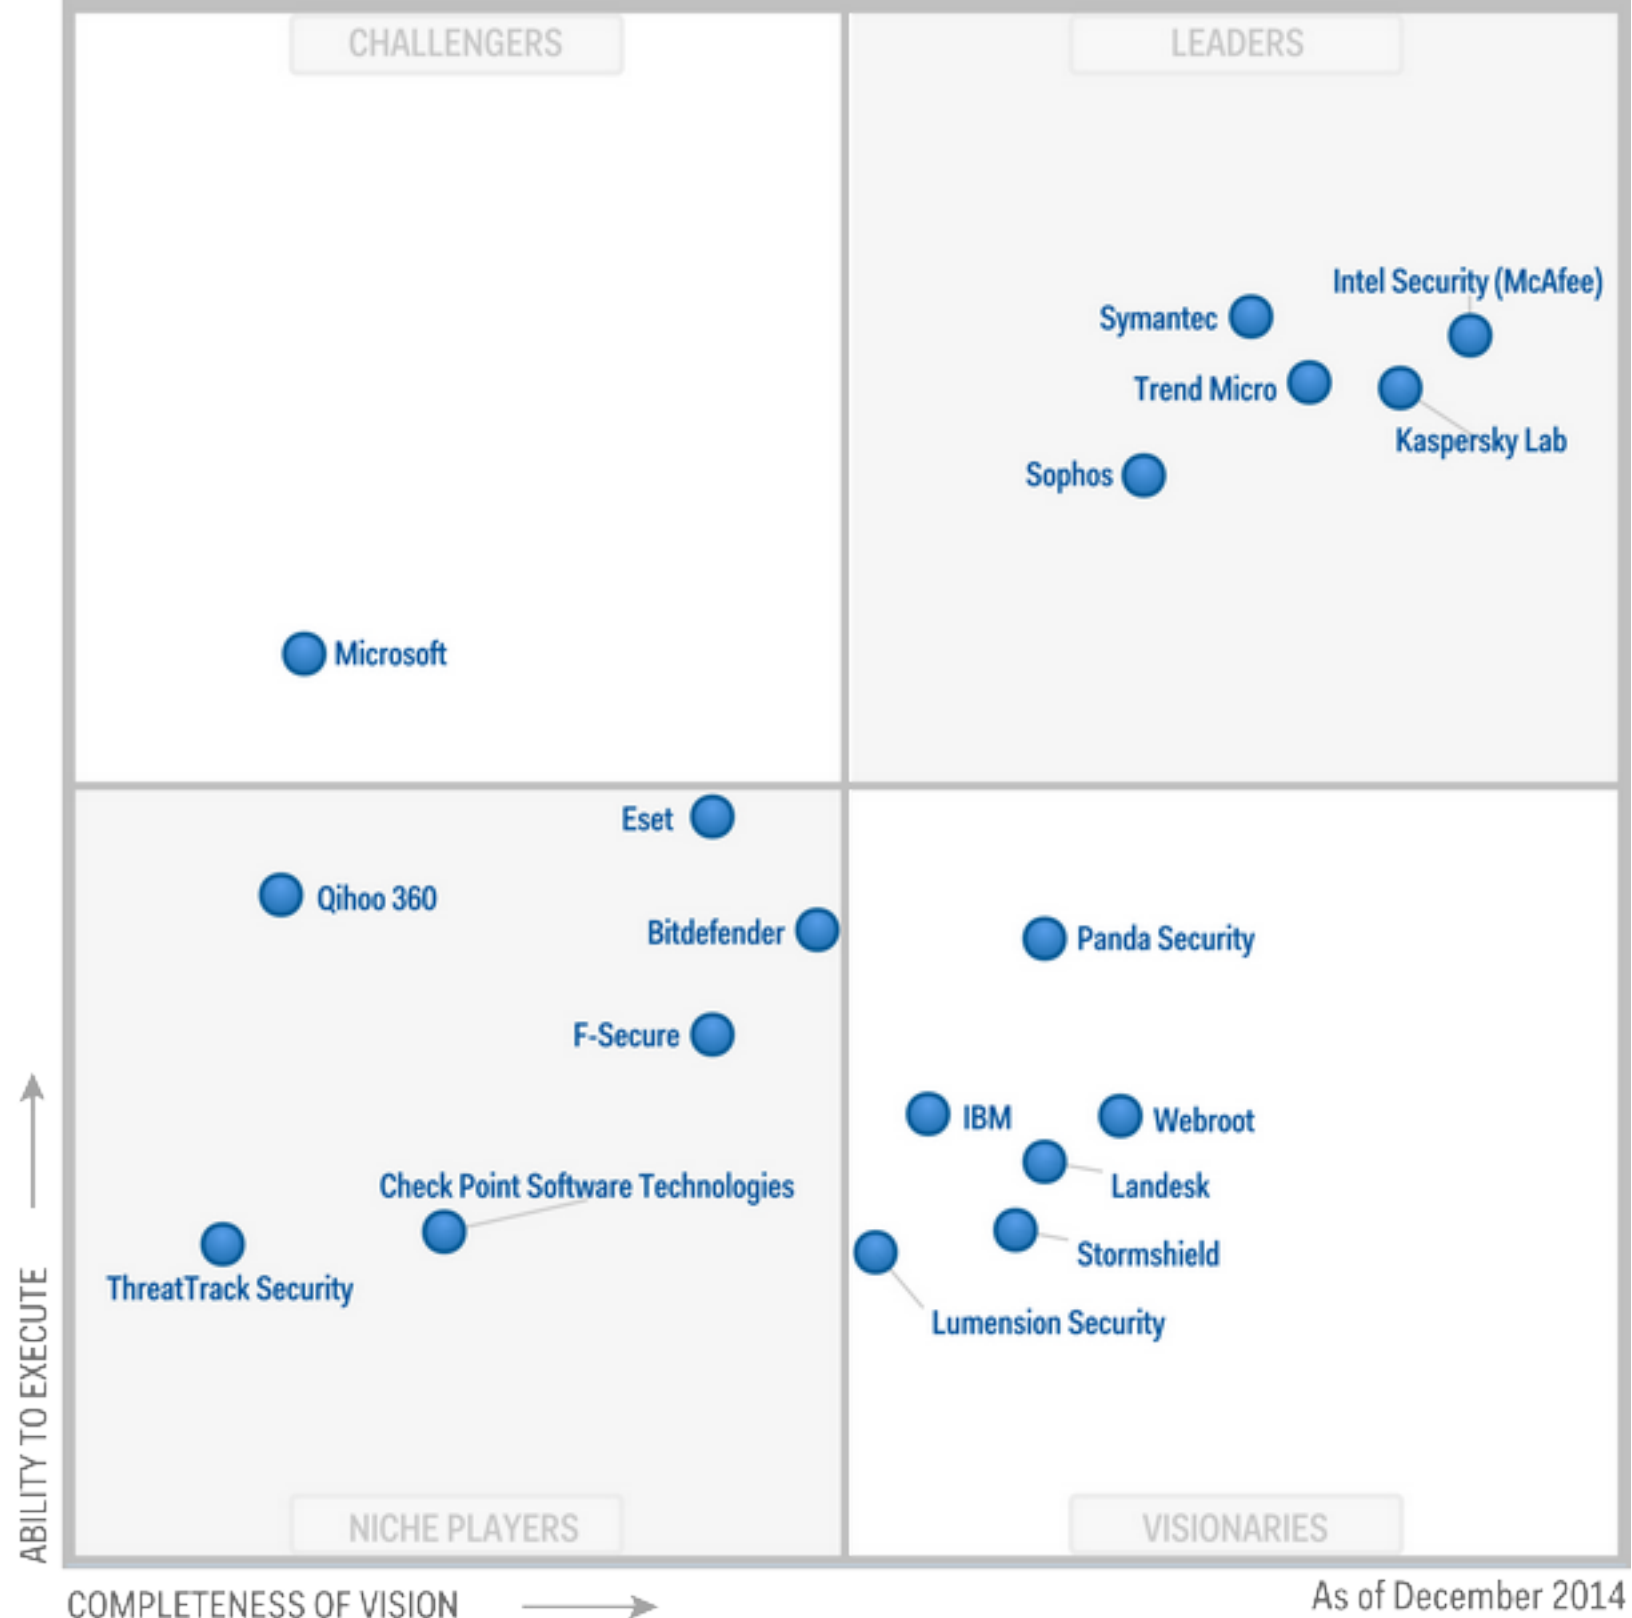 CHALLENGERS
LEADERS
Intel Security (McAfee)
Symantec
Trend Micro
Kaspersky Lab
Sophos
Microsoft
Eset
Qihoo 360
Bitdefender
Panda Security
F-Secure
IBM
Webroot
Check Point Software Technologies
Landesk
Stormshield
ThreatTrack Security
Lumension Security
NICHE PLAYERS
VISIONARIES
ABILITY TO EXECUTE
COMPLETENESS OF VISION
As of December 2014